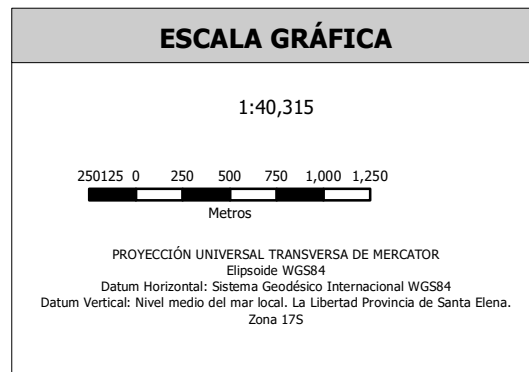 ESCALA GRÁFICA
1:40,315
250125 0 250 500 750 1,000 1,250
Metros
PROYECCIÓN UNIVERSAL TRANSVERSA DE MERCATOR
Elipsoide WGS84
Datum Horizontal: Sistema Geodésico Internacional WGS84
Datum Vertical: Nivel medio del mar local. La Libertad Provincia de Santa Elena.
Zona 17S